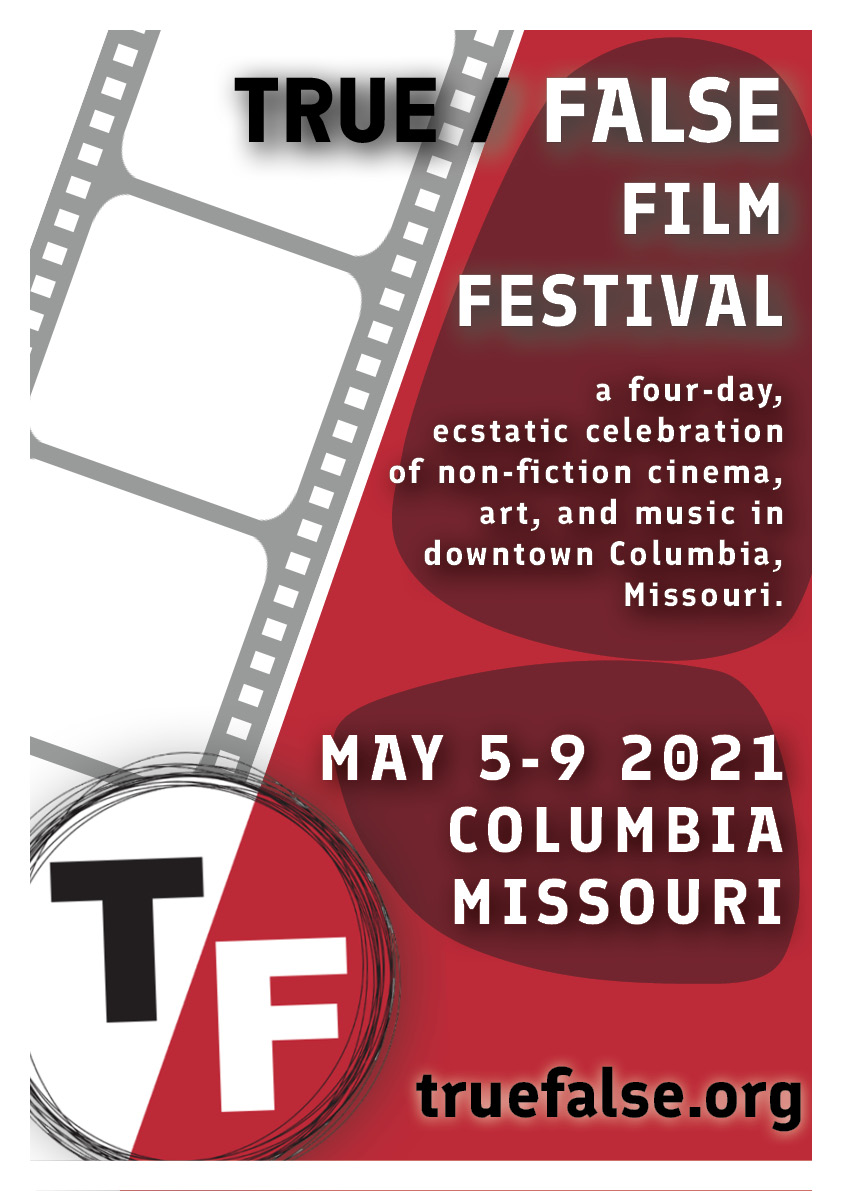 TRUE / FALSE
FILM
FESTIVAL
a four-day,
ecstatic celebration
of non-fiction cinema,
art, and music in
downtown Columbia,
Missouri.
MAY 5-9 2021
COLUMBIA
MISSOURI
T
F
truefalse.org